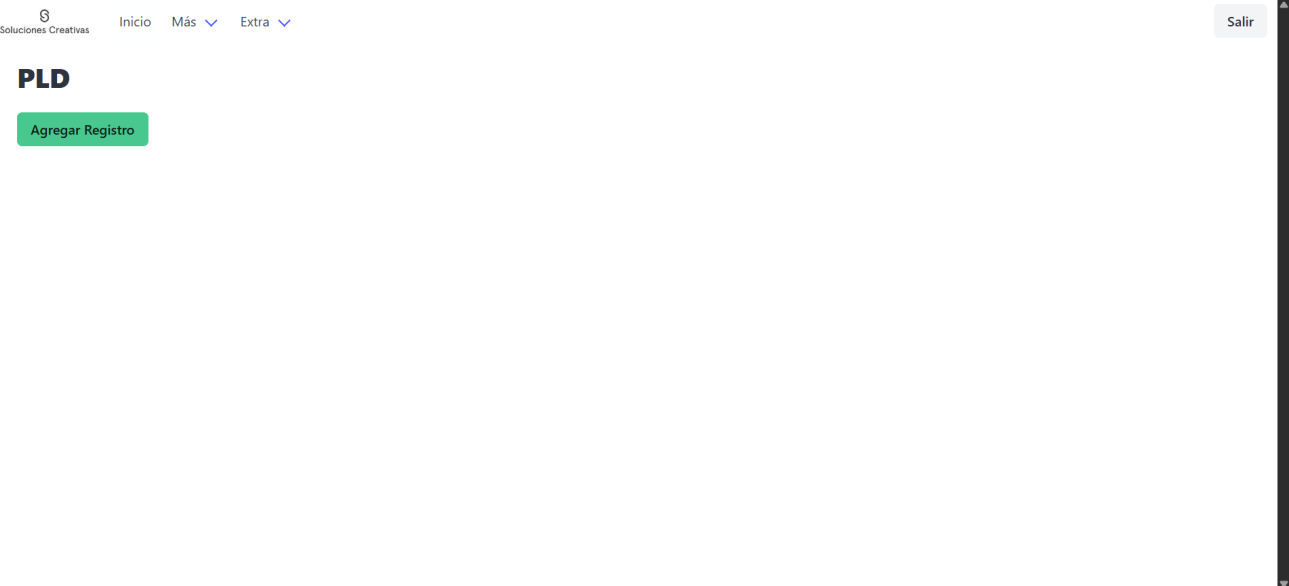 Soluciones Creativas
Inicio Más Extra Salir
PLD
Agregar Registro